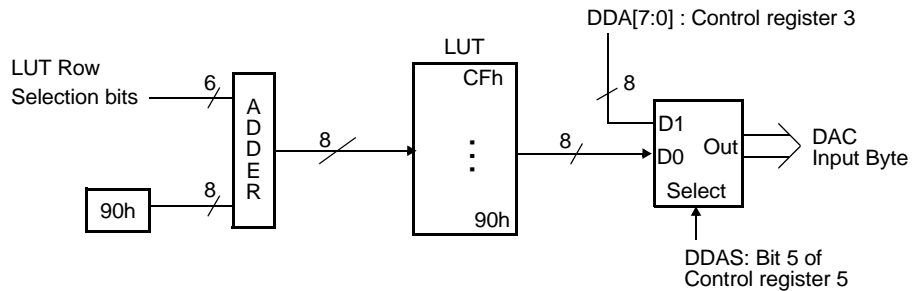 DDA[7:0] : Control register 3
LUT
LUT Row
Selection bits
6
ADDER
CFh
8
8
8
D1
D0
Out
Select
DAC
Input Byte
8
90h
90h
DDAS: Bit 5 of
Control register 5